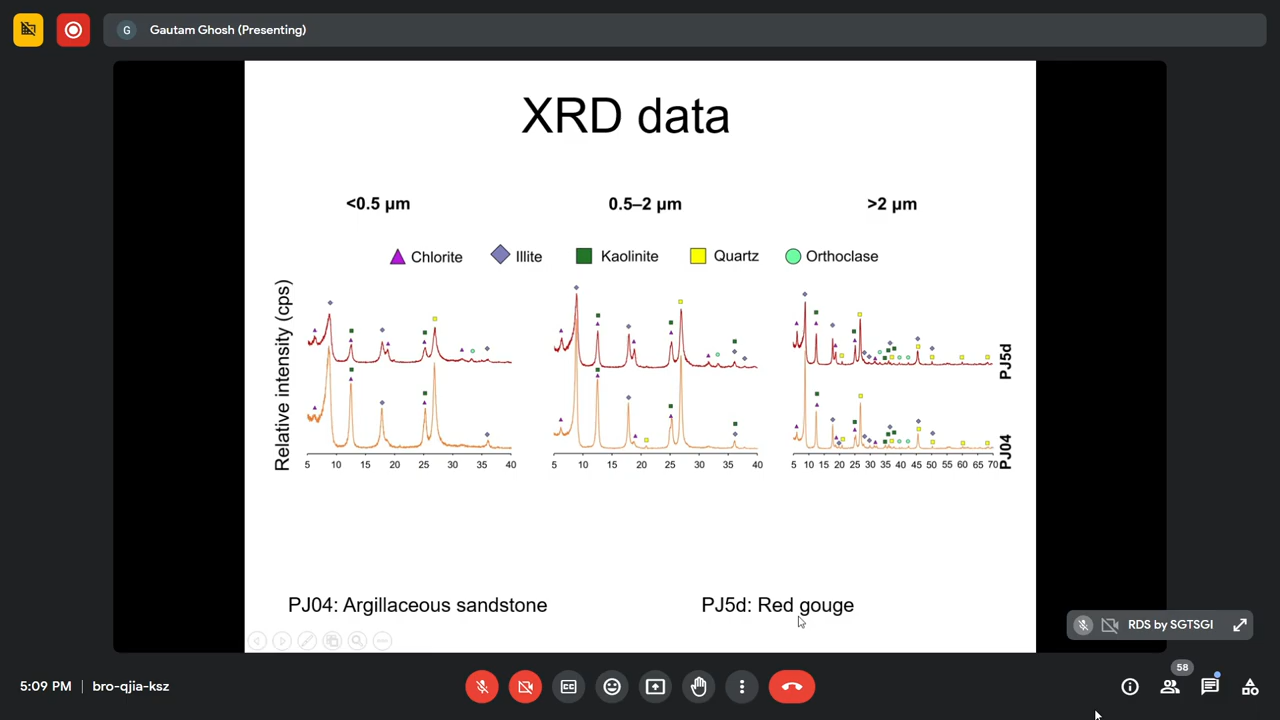 G Gautam Ghosh (Presenting)
XRD data
<0.5 µm 0.5–2 µm >2 µm
Chlorite Illite Kaolinite Quartz Orthoclase
Relative intensity (cps)
PJ5d
PJ04
5 10 15 20 25 30 35 40
5 10 15 20 25 30 35 40
5 10 15 20 25 30 35 40 45 50 55 60 65 70
PJ04: Argillaceous sandstone
PJ5d: Red gouge
RDS by SGTSGI
5:09 PM | bro-qjia-ksz
58